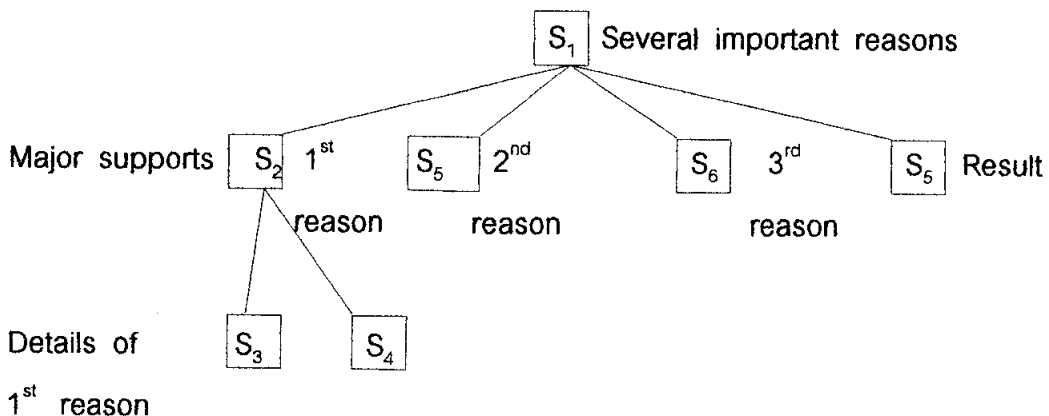 S₁ Several important reasons
Major supports S₂ 1ˢᵗ S₅ 2ⁿᵈ S₆ 3ʳᵈ S₅ Result
reason reason reason
Details of S₃ S₄
1ˢᵗ reason